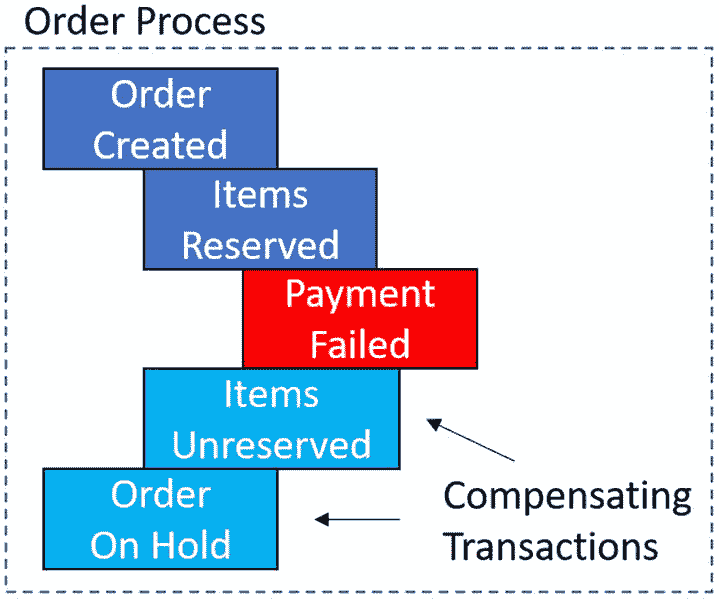 Order Process
Order
Created
Items
Reserved
Payment
Failed
Items
Unreserved
Order
On Hold
Compensating
Transactions